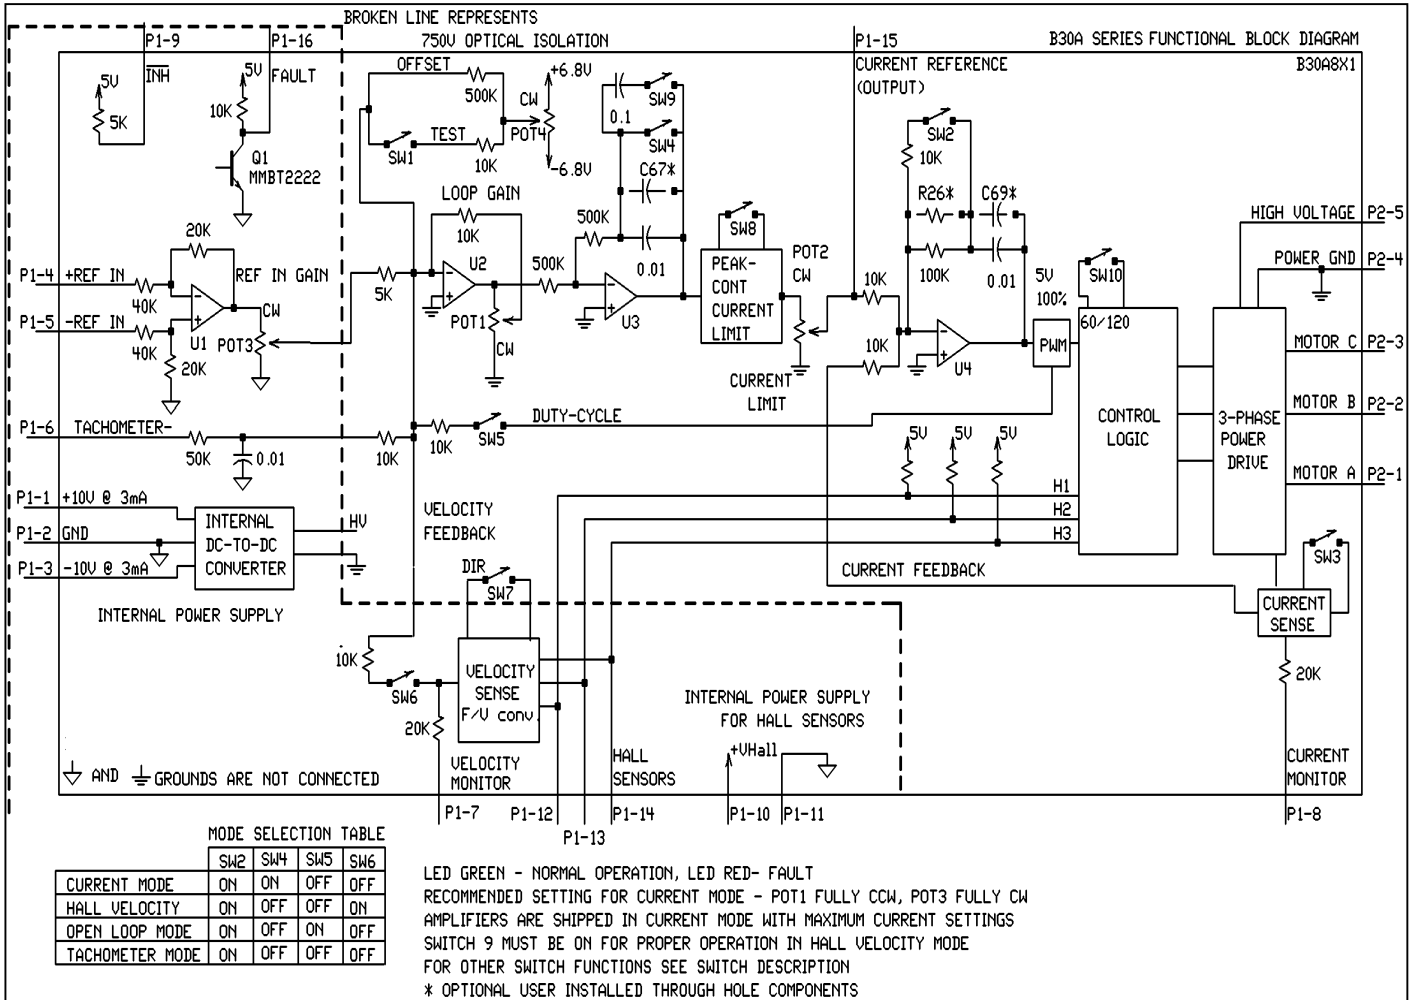 BROKEN LINE REPRESENTS
750V OPTICAL ISOLATION
B30A SERIES FUNCTIONAL BLOCK DIAGRAM
B30A8X1
P1-9
P1-16
P1-15
INH
FAULT
5V
5K
5V
10K
Q1
MMBT2222
OFFSET
500K
CW
POT4
+6.8V
-6.8V
SW1
TEST
10K
SW9
0.1
SW4
C67*
0.01
CURRENT REFERENCE
(OUTPUT)
SW2
10K
R26*
C69*
100K
0.01
LOOP GAIN
10K
U2
5K
POT1
CW
500K
500K
U3
SW8
PEAK-
CONT
CURRENT
LIMIT
POT2
CW
CURRENT
LIMIT
10K
10K
U4
5V
100%
PWM
SW10
60/120
CONTROL
LOGIC
3-PHASE
POWER
DRIVE
HIGH VOLTAGE P2-5
POWER GND P2-4
MOTOR C P2-3
MOTOR B P2-2
MOTOR A P2-1
P1-4 +REF IN
P1-5 -REF IN
40K
40K
20K
20K
U1
REF IN GAIN
CW
POT3
P1-6 TACHOMETER-
50K
0.01
10K
10K
SW5
DUTY-CYCLE
5V
5V
5V
H1
H2
H3
P1-1 +10V @ 3mA
P1-2 GND
P1-3 -10V @ 3mA
INTERNAL
DC-TO-DC
CONVERTER
HV
INTERNAL POWER SUPPLY
VELOCITY
FEEDBACK
DIR
SW7
CURRENT FEEDBACK
SW3
CURRENT
SENSE
20K
10K
SW6
20K
VELOCITY
SENSE
F/V conv.
VELOCITY
MONITOR
HALL
SENSORS
INTERNAL POWER SUPPLY
FOR HALL SENSORS
+VHall
CURRENT
MONITOR
AND
GROUNDS ARE NOT CONNECTED
P1-7
P1-12
P1-13
P1-14
P1-10
P1-11
P1-8
MODE SELECTION TABLE
SW2 SW4 SW5 SW6
CURRENT MODE ON ON OFF OFF
HALL VELOCITY ON OFF OFF ON
OPEN LOOP MODE ON OFF ON OFF
TACHOMETER MODE ON OFF OFF OFF
LED GREEN - NORMAL OPERATION, LED RED- FAULT
RECOMMENDED SETTING FOR CURRENT MODE - POT1 FULLY CCW, POT3 FULLY CW
AMPLIFIERS ARE SHIPPED IN CURRENT MODE WITH MAXIMUM CURRENT SETTINGS
SWITCH 9 MUST BE ON FOR PROPER OPERATION IN HALL VELOCITY MODE
FOR OTHER SWITCH FUNCTIONS SEE SWITCH DESCRIPTION
* OPTIONAL USER INSTALLED THROUGH HOLE COMPONENTS